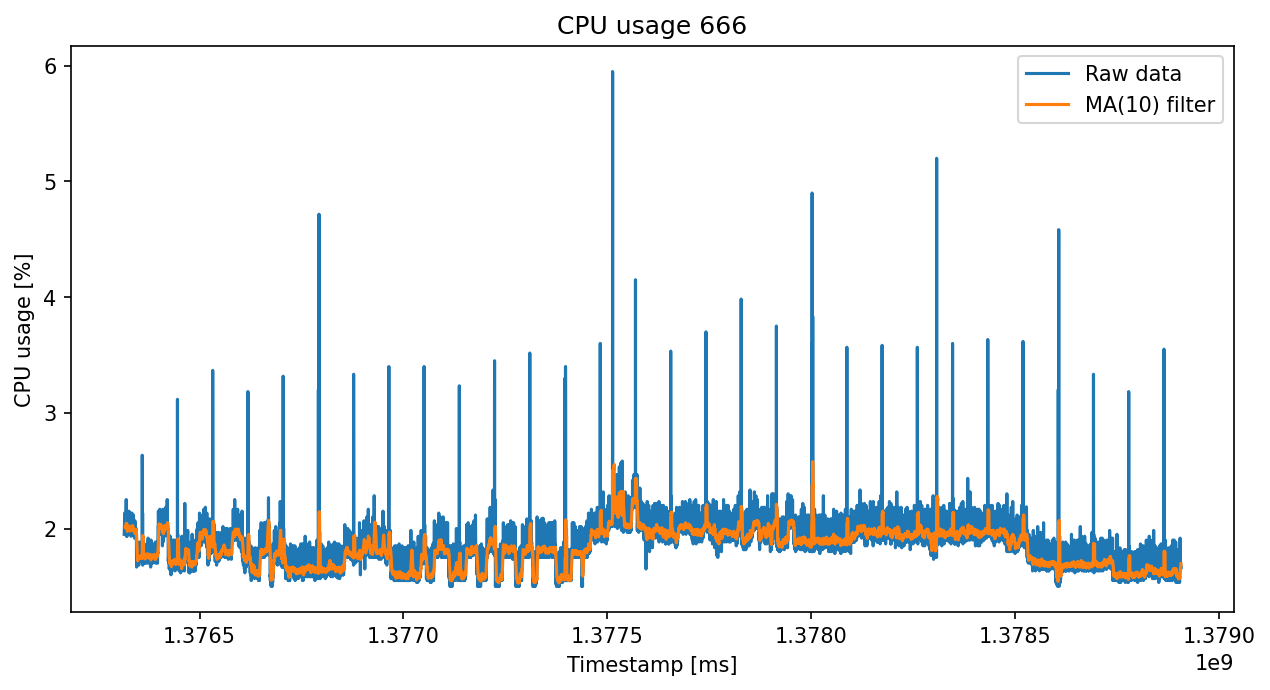 CPU usage 666
Raw data
MA(10) filter
CPU usage [%]
6
5
4
3
2
1.3765 1.3770 1.3775 1.3780 1.3785 1.3790
1e9
Timestamp [ms]